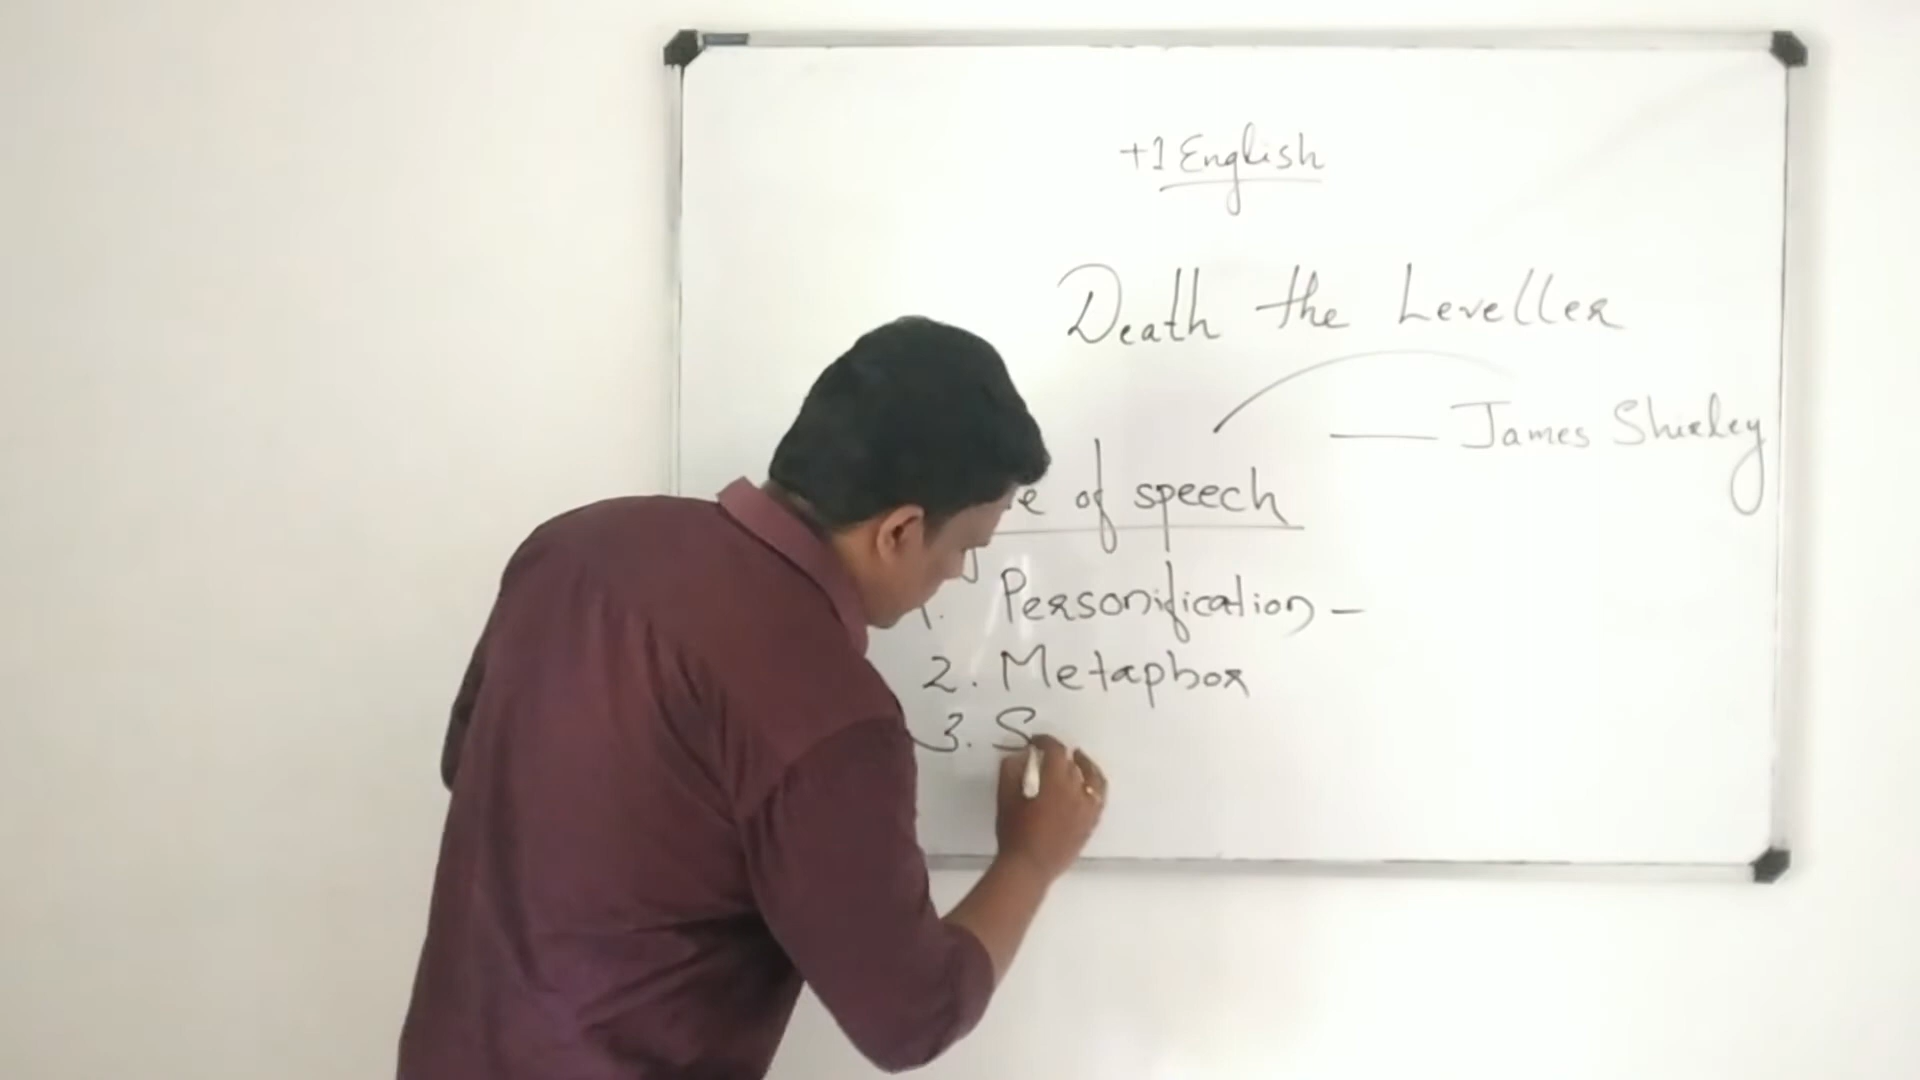 +1 English
Death the Leveller
— James Shirley
e of speech
1. Personification –
2. Metaphor
3. S